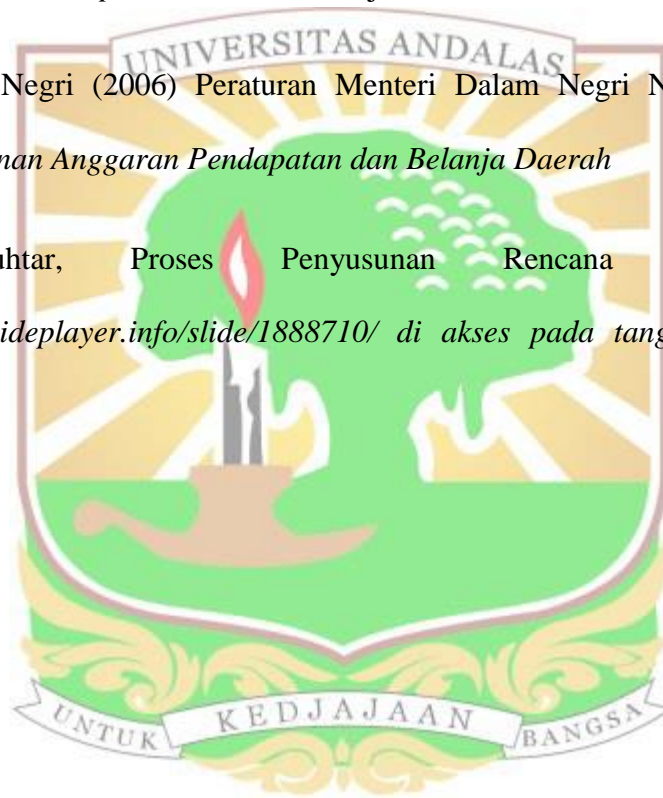 UNIVERSITAS ANDALAS
Negri (2006) Peraturan Menteri Dalam Negri
nan Anggaran Pendapatan dan Belanja Daerah
uhtar, Proses Penyusunan Rencana
ideplayer.info/slide/1888710/ di akses pada tang
UNTUK KEDJAJAAN BANGSA